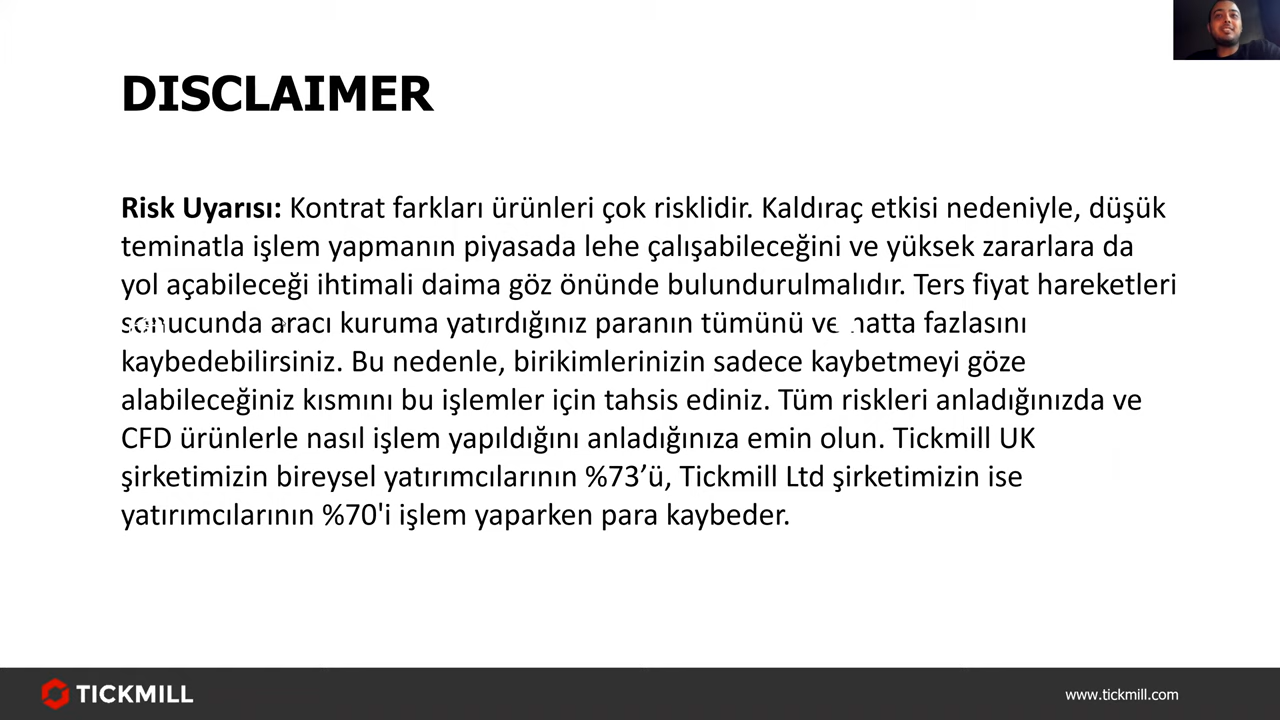 DISCLAIMER
Risk Uyarısı: Kontrat farkları ürünleri çok risklidir. Kaldıraç etkisi nedeniyle, düşük
teminatla işlem yapmanın piyasada lehe çalışabileceğini ve yüksek zararlara da
yol açabileceği ihtimali daima göz önünde bulundurulmalıdır. Ters fiyat hareketleri
sonucunda aracı kuruma yatırdığınız paranın tümünü ve hatta fazlasını
kaybedebilirsiniz. Bu nedenle, birikimlerinizin sadece kaybetmeyi göze
alabileceğiniz kısmını bu işlemler için tahsis ediniz. Tüm riskleri anladığınızda ve
CFD ürünlerle nasıl işlem yapıldığını anladığınıza emin olun. Tickmill UK
şirketimizin bireysel yatırımcılarının %73’ü, Tickmill Ltd şirketimizin ise
yatırımcılarının %70'i işlem yaparken para kaybeder.
TICKMILL
www.tickmill.com